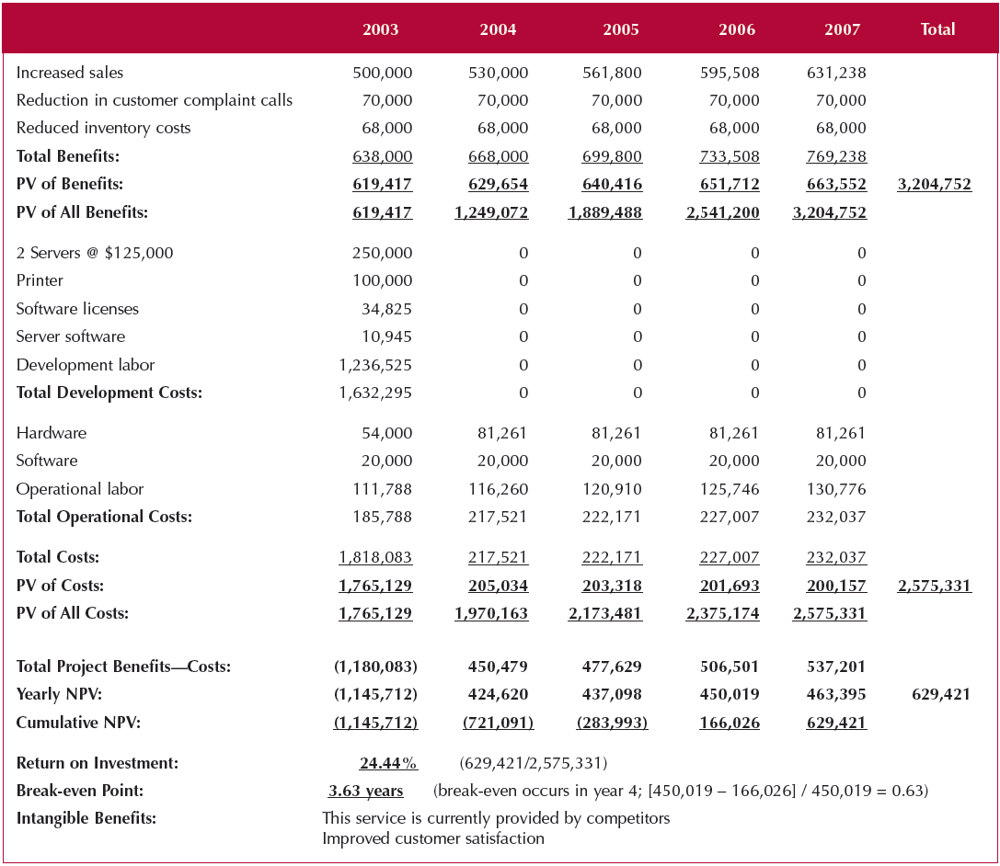 2003 2004 2005 2006 2007 Total
Increased sales 500,000 530,000 561,800 595,508 631,238
Reduction in customer complaint calls 70,000 70,000 70,000 70,000 70,000
Reduced inventory costs 68,000 68,000 68,000 68,000 68,000
Total Benefits: 638,000 668,000 699,800 733,508 769,238
PV of Benefits: 619,417 629,654 640,416 651,712 663,552 3,204,752
PV of All Benefits: 619,417 1,249,072 1,889,488 2,541,200 3,204,752
2 Servers @ $125,000 250,000 0 0 0 0
Printer 100,000 0 0 0 0
Software licenses 34,825 0 0 0 0
Server software 10,945 0 0 0 0
Development labor 1,236,525 0 0 0 0
Total Development Costs: 1,632,295 0 0 0 0
Hardware 54,000 81,261 81,261 81,261 81,261
Software 20,000 20,000 20,000 20,000 20,000
Operational labor 111,788 116,260 120,910 125,746 130,776
Total Operational Costs: 185,788 217,521 222,171 227,007 232,037
Total Costs: 1,818,083 217,521 222,171 227,007 232,037
PV of Costs: 1,765,129 205,034 203,318 201,693 200,157 2,575,331
PV of All Costs: 1,765,129 1,970,163 2,173,481 2,375,174 2,575,331
Total Project Benefits—Costs: (1,180,083) 450,479 477,629 506,501 537,201
Yearly NPV: (1,145,712) 424,620 437,098 450,019 463,395 629,421
Cumulative NPV: (1,145,712) (721,091) (283,993) 166,026 629,421
Return on Investment: 24.44% (629,421/2,575,331)
Break-even Point: 3.63 years (break-even occurs in year 4; [450,019 – 166,026] / 450,019 = 0.63)
Intangible Benefits: This service is currently provided by competitors
Improved customer satisfaction